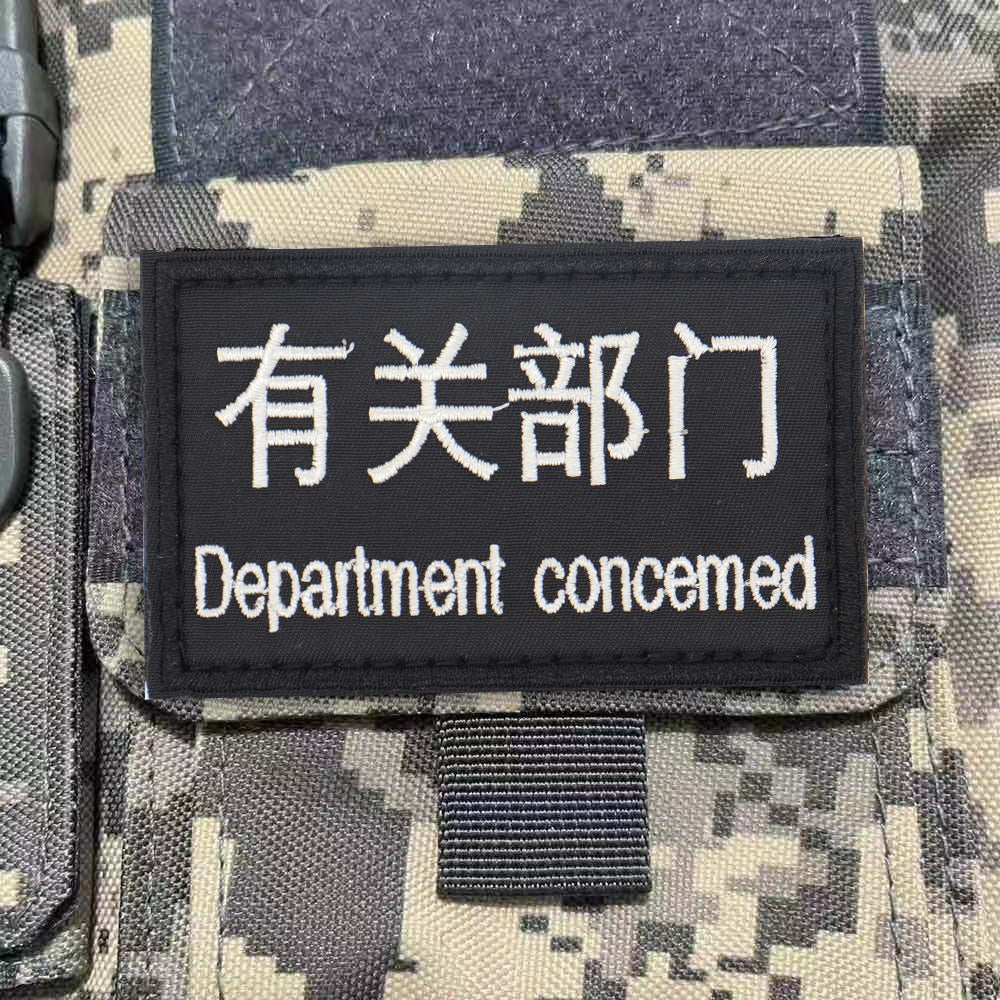 有关部门
Department concemed